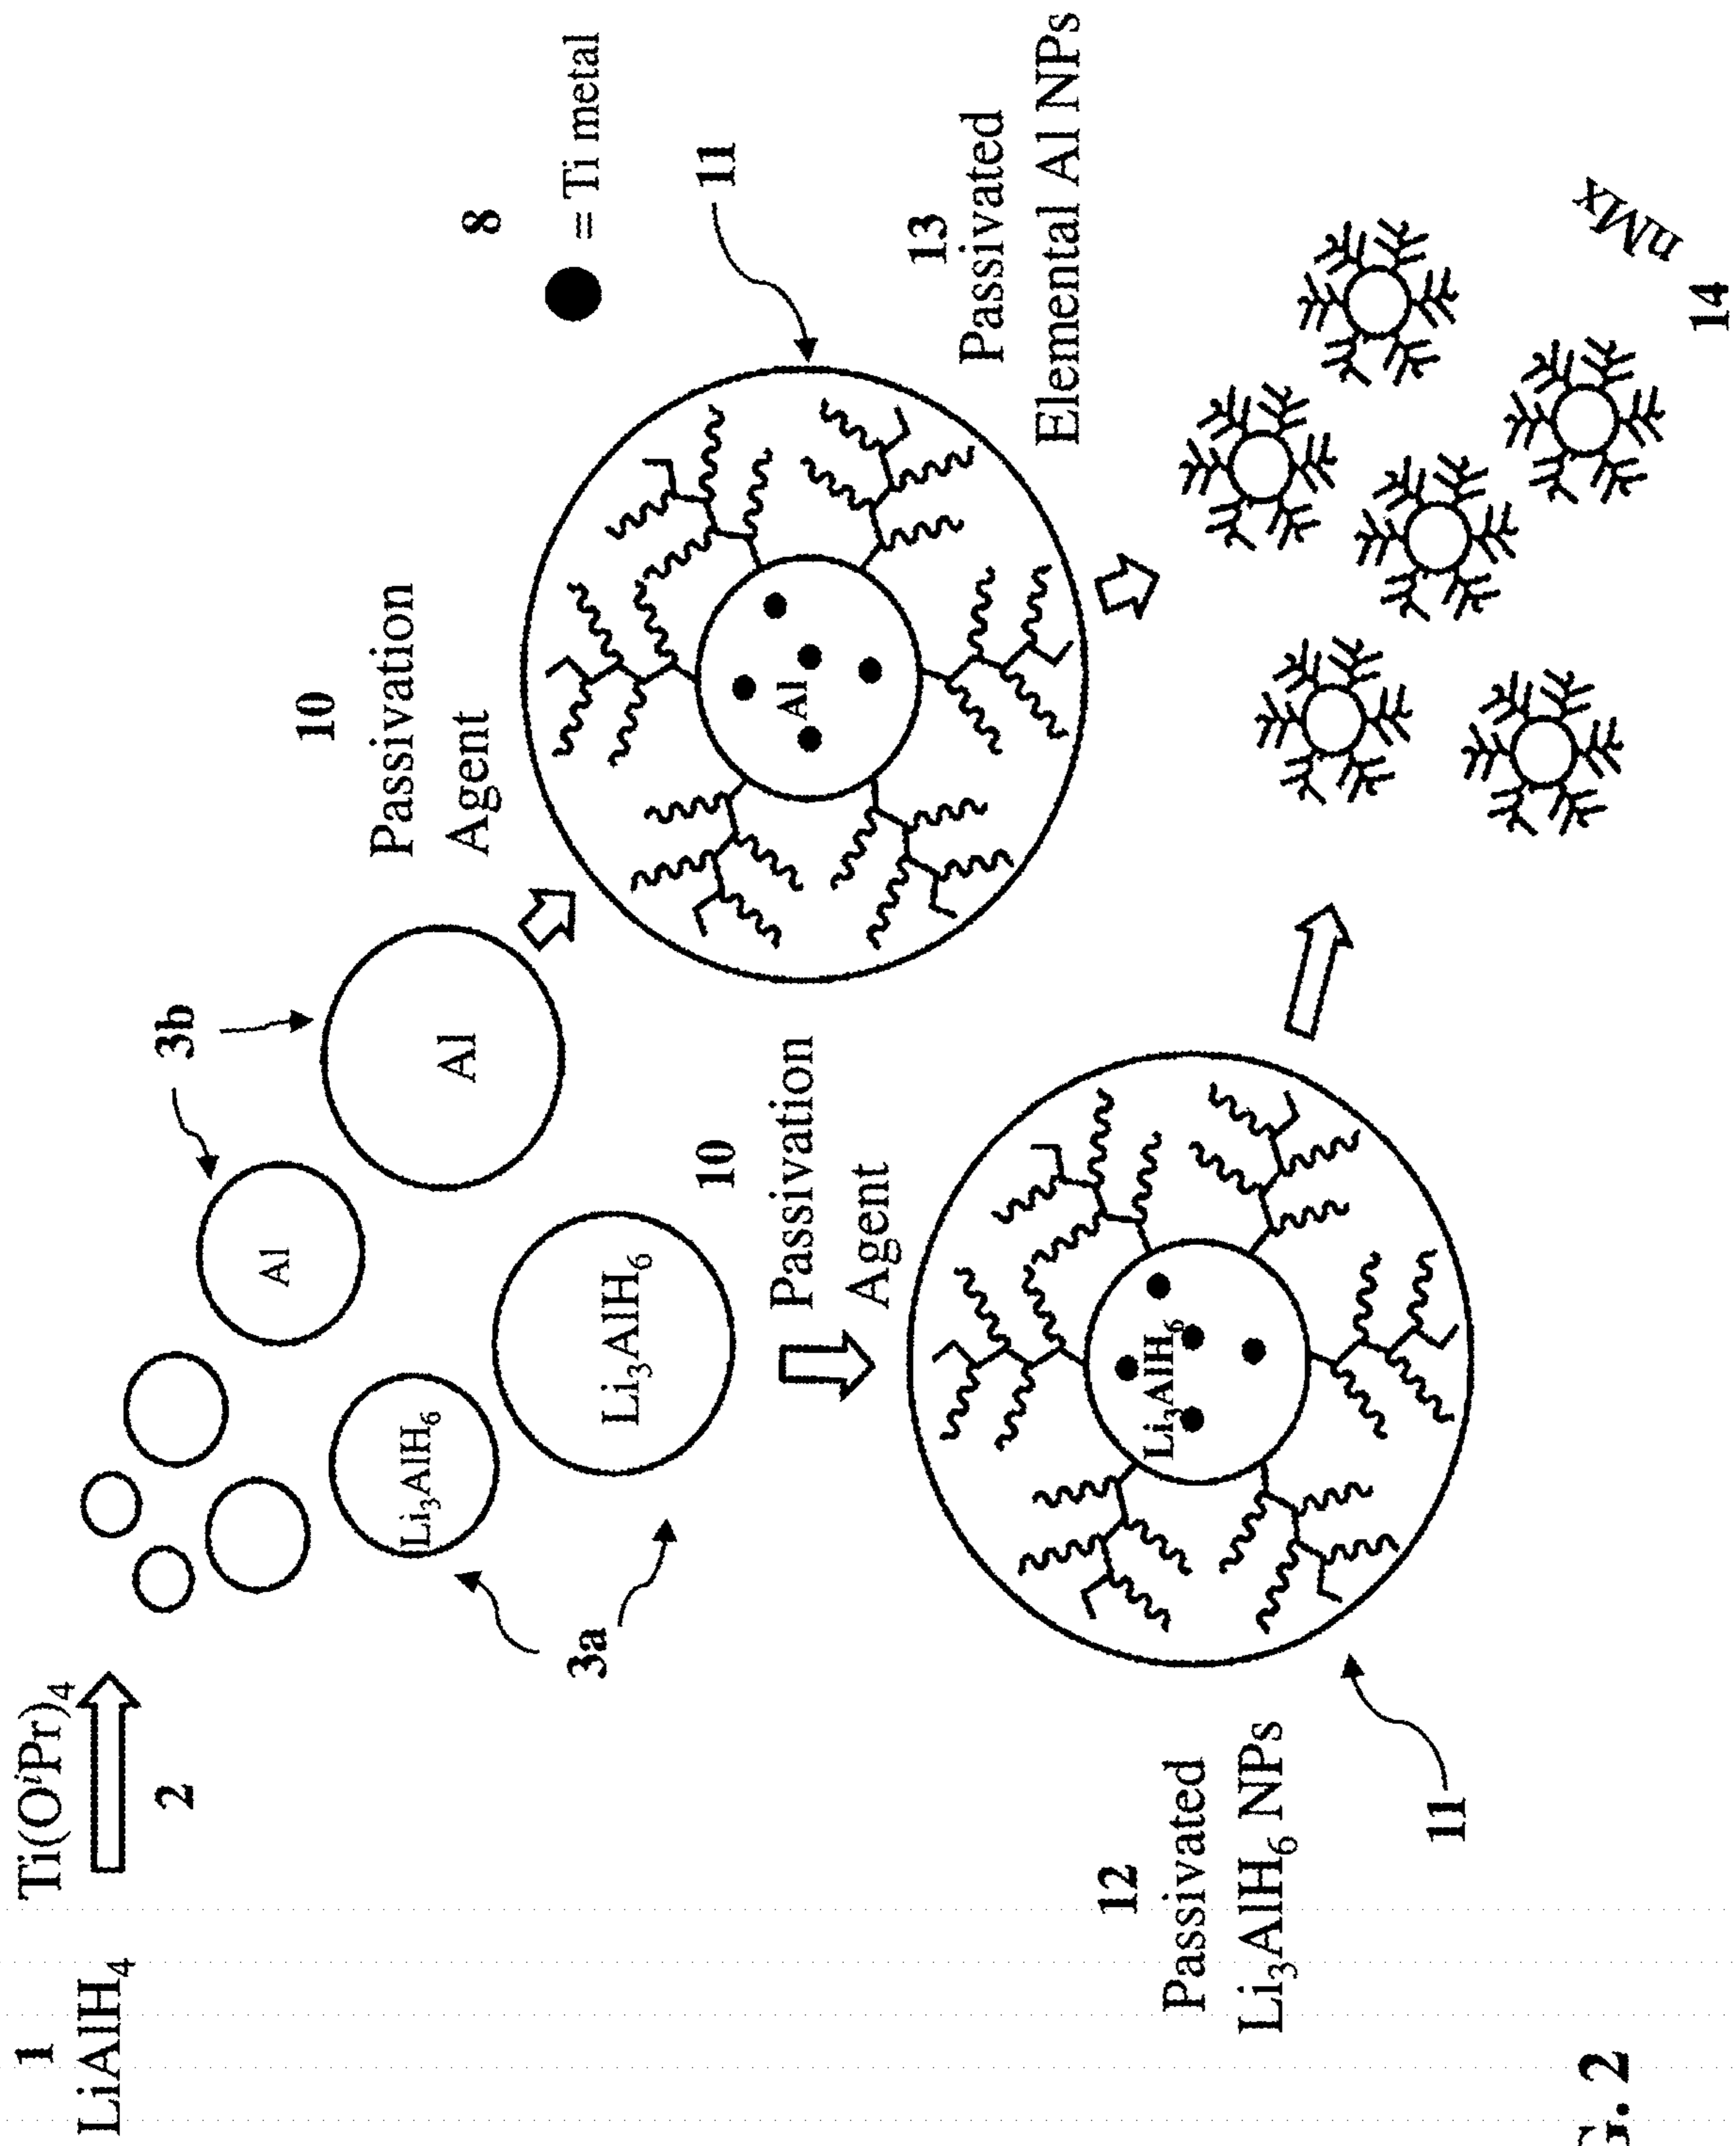 1
LiAlH4
Ti(OⁱPr)4
2
3b
Al
Al
Li3AlH6
Li3AlH6
3a
10
Passivation
Agent
8
= Ti metal
10
Passivation
Agent
11
Al
13
Passivated
Elemental Al NPs
Li3AlH6
12
Passivated
Li3AlH6 NPs
11
nMx
14
G. 2